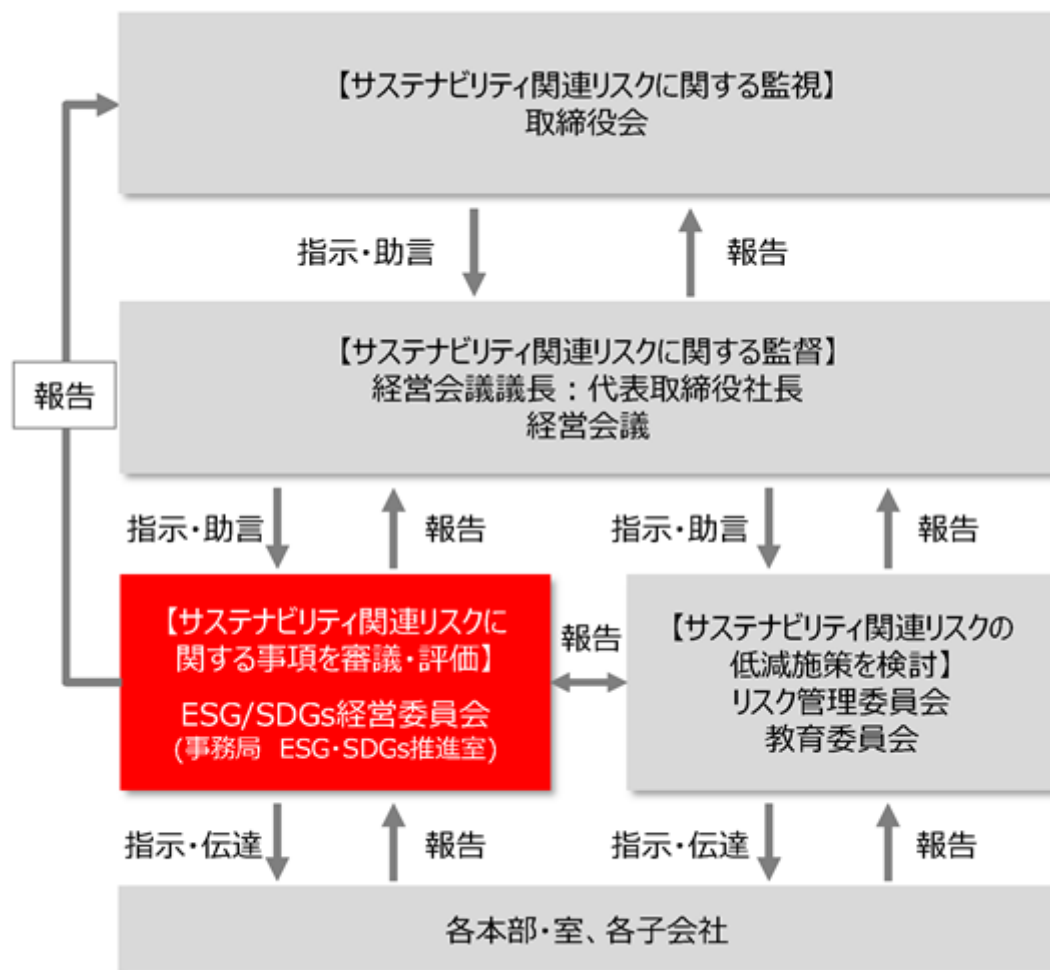 【サステナビリティ関連リスクに関する監視】
取締役会
指示・助言
報告
【サステナビリティ関連リスクに関する監督】
経営会議議長：代表取締役社長
経営会議
報告
指示・助言
報告
指示・助言
報告
【サステナビリティ関連リスクに
関する事項を審議・評価】
ESG/SDGs経営委員会
(事務局　ESG・SDGs推進室)
報告
【サステナビリティ関連リスクの
低減施策を検討】
リスク管理委員会
教育委員会
指示・伝達
報告
指示・伝達
報告
各本部・室、各子会社